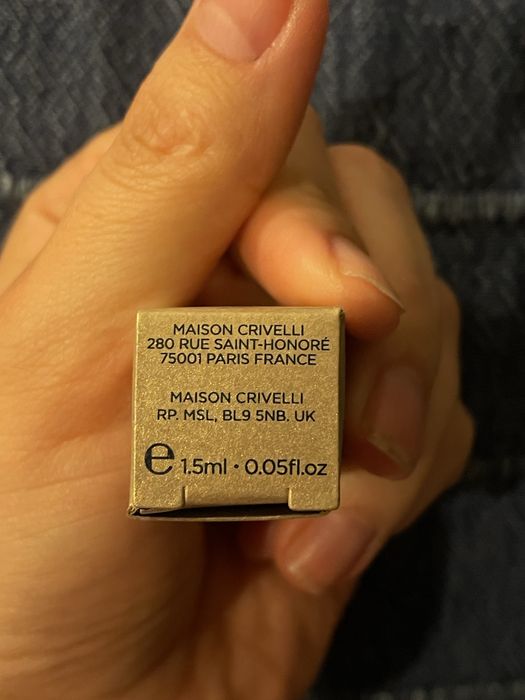 MAISON CRIVELLI
280 RUE SAINT-HONORÉ
75001 PARIS FRANCE
MAISON CRIVELLI
RP. MSL, BL9 5NB. UK
e 1.5ml • 0.05fl.oz